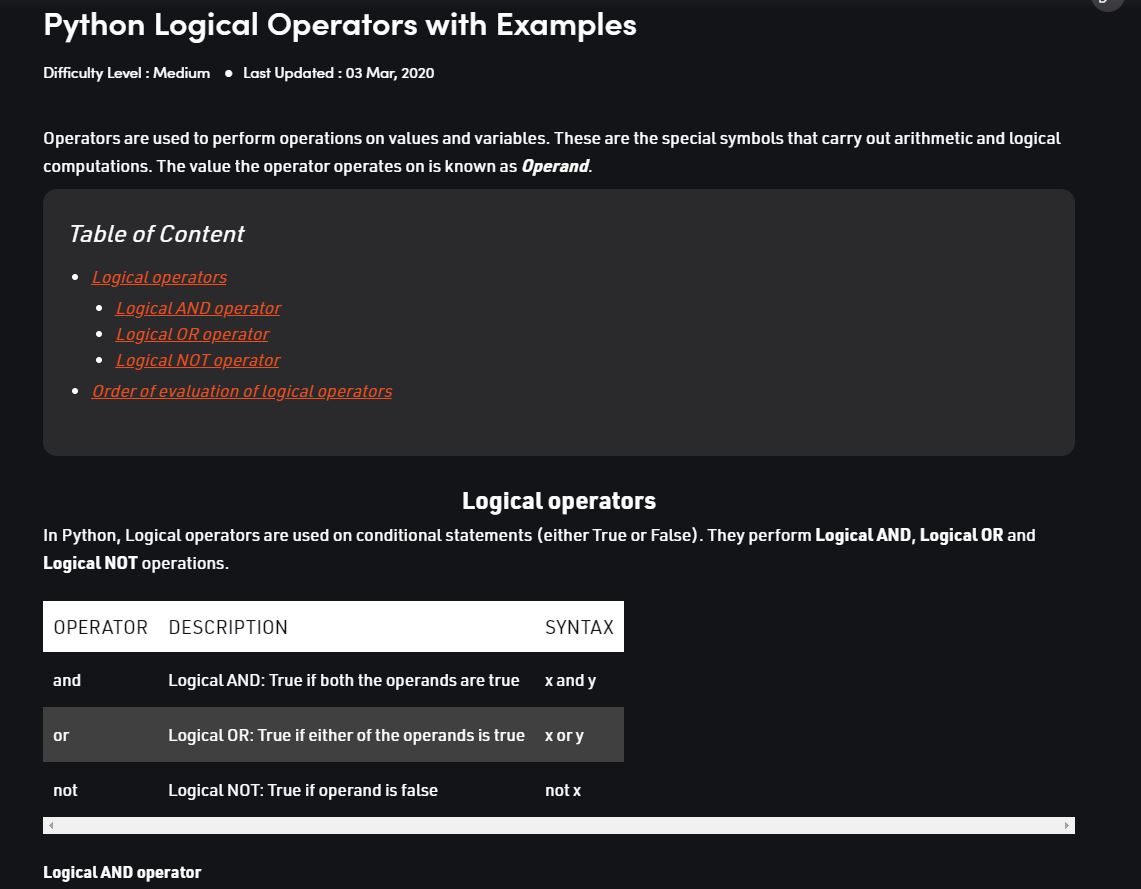 Python Logical Operators with Examples
Difficulty Level : Medium ● Last Updated : 03 Mar, 2020
Operators are used to perform operations on values and variables. These are the special symbols that carry out arithmetic and logical
computations. The value the operator operates on is known as Operand.
Table of Content
Logical operators
Logical AND operator
Logical OR operator
Logical NOT operator
Order of evaluation of logical operators
Logical operators
In Python, Logical operators are used on conditional statements (either True or False). They perform Logical AND, Logical OR and
Logical NOT operations.
OPERATOR DESCRIPTION SYNTAX
and Logical AND: True if both the operands are true x and y
or Logical OR: True if either of the operands is true x or y
not Logical NOT: True if operand is false not x
Logical AND operator